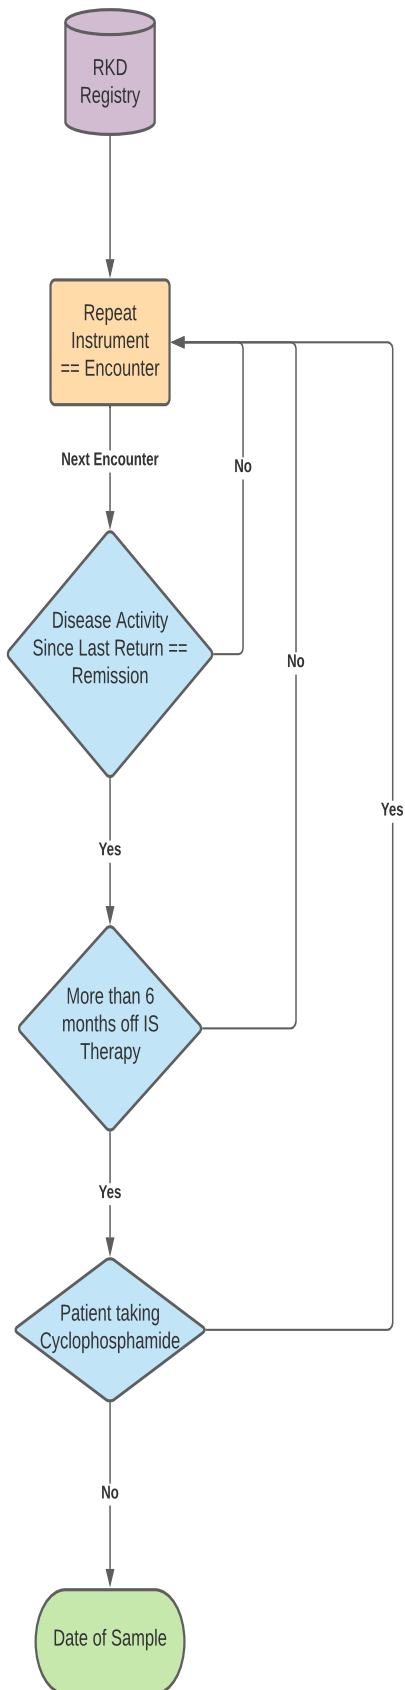 RKD
Registry
Repeat
Instrument
== Encounter
Next Encounter
No
Disease Activity
Since Last Return ==
Remission
No
Yes
Yes
More than 6
months off IS
Therapy
Yes
Patient taking
Cyclophosphamide
No
Date of Sample